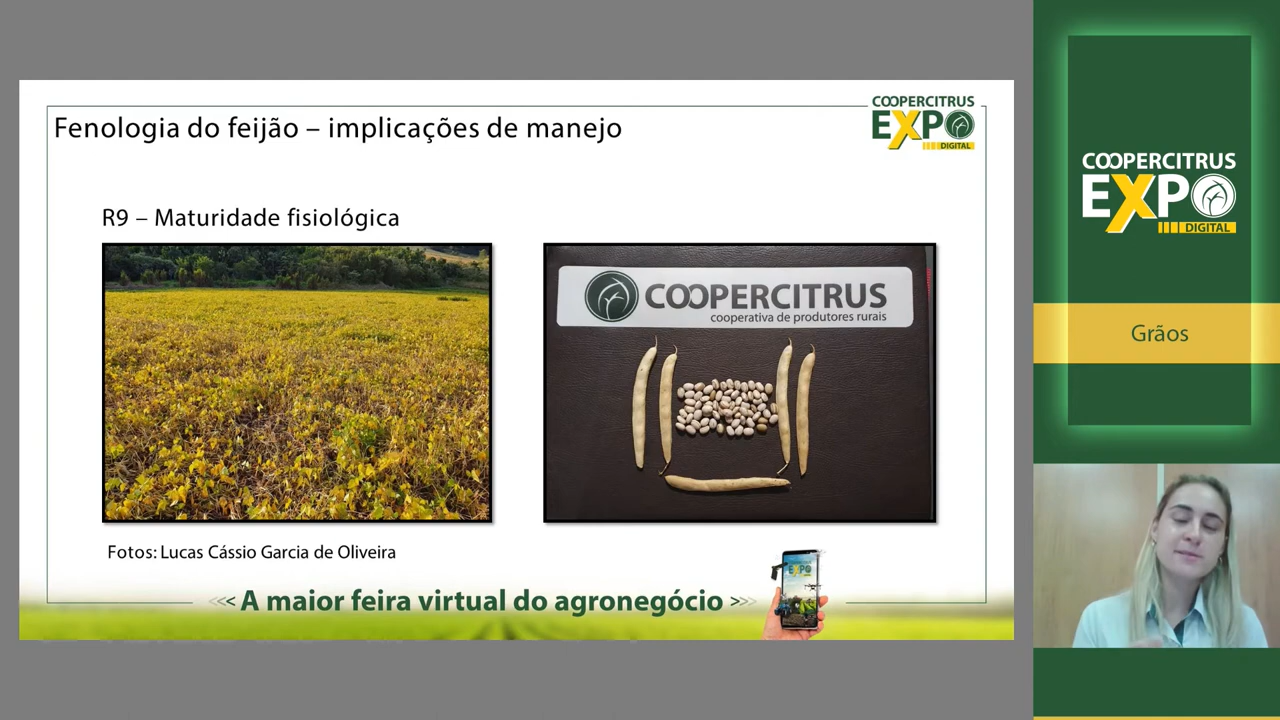 Fenologia do feijão – implicações de manejo
COOPERCITRUS
EXPO
DIGITAL
R9 – Maturidade fisiológica
COOPERCITRUS
cooperativa de produtores rurais
Fotos: Lucas Cássio Garcia de Oliveira
<<< A maior feira virtual do agronegócio >>>
EXPO
COOPERCITRUS
EXPO
DIGITAL
Grãos